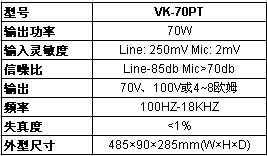 型号 VK-70PT
输出功率 70W
输入灵敏度 Line: 250mV Mic: 2mV
信噪比 Line-85db Mic>70db
输出 70V、100V或4~8欧姆
频率 100HZ-18KHZ
失真度 <1%
外型尺寸 485×90×285mm(W×H×D)